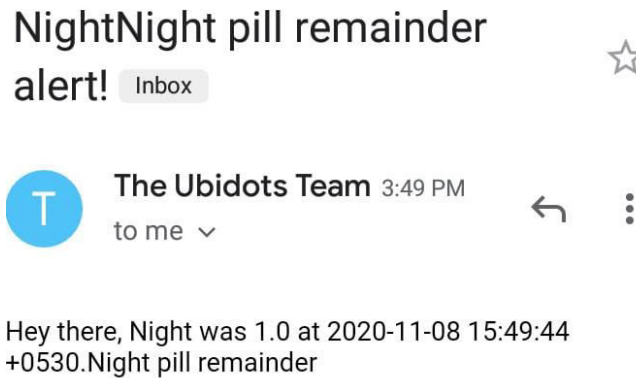 NightNight pill remainder
alert! Inbox
T
The Ubidots Team 3:49 PM
to me
Hey there, Night was 1.0 at 2020-11-08 15:49:44
+0530.Night pill remainder